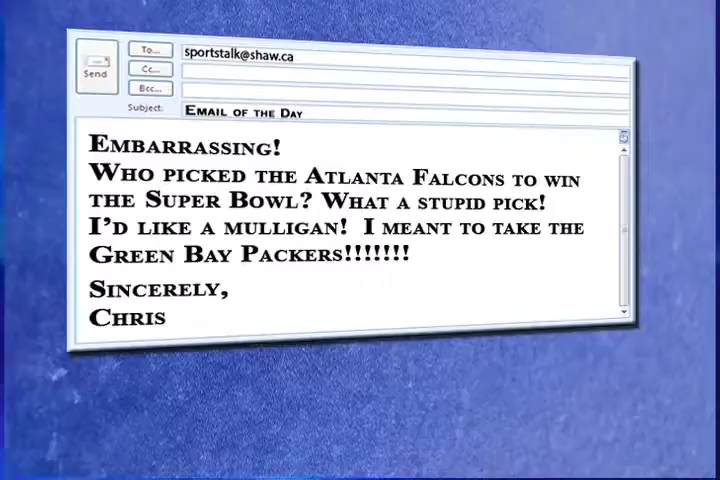 Send
To...
sportstalk@shaw.ca
Cc...
Bcc...
Subject:
EMAIL OF THE DAY
EMBARRASSING!
WHO PICKED THE ATLANTA FALCONS TO WIN
THE SUPER BOWL? WHAT A STUPID PICK!
I'D LIKE A MULLIGAN! I MEANT TO TAKE THE
GREEN BAY PACKERS!!!!!!!
SINCERELY,
CHRIS